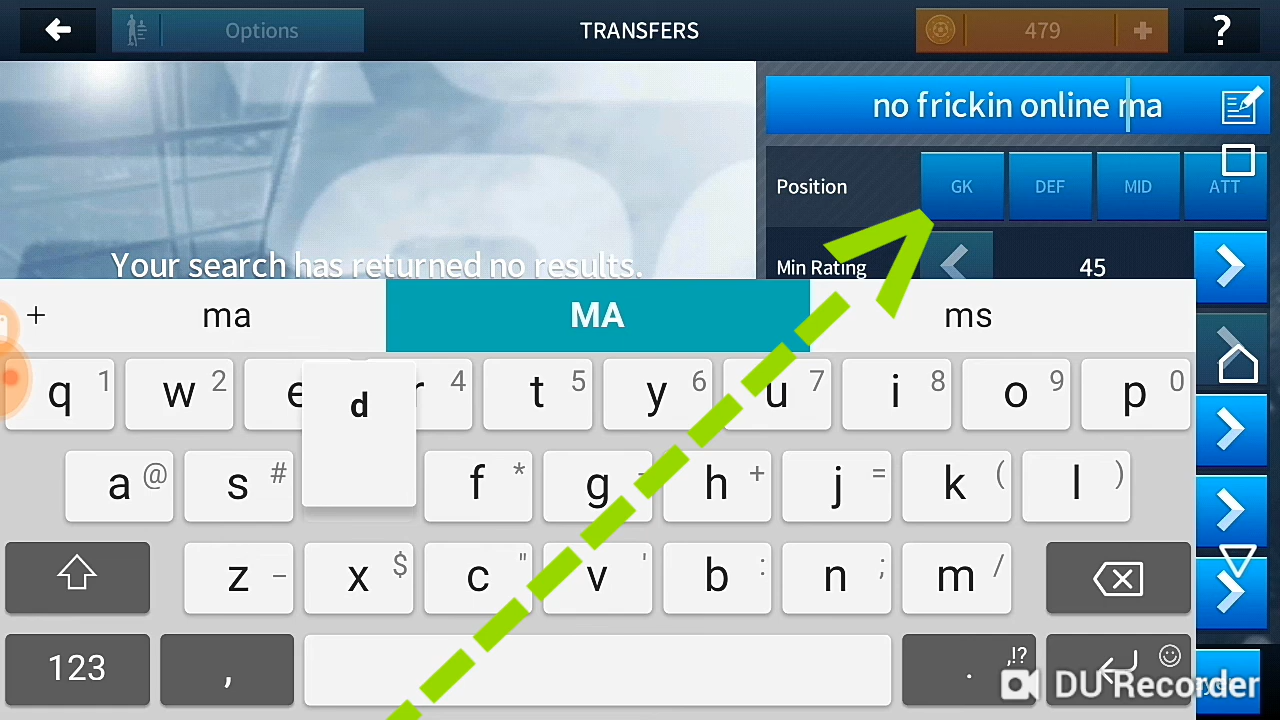 Options
TRANSFERS
479 +
?
no frickin online ma
Position GK DEF MID ATT
Min Rating 45
Your search has returned no results.
+ ma MA ms
q 1 w 2 e r 4 t 5 y 6 u 7 i 8 o 9 p 0
a @ s # d f * g - h + j = k ( l )
z – x $ c " v ' b : n ; m /
123 , . ,!?
DU Recorder